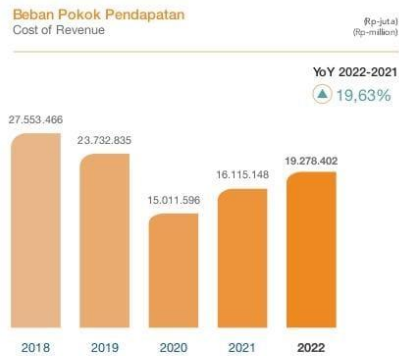 Beban Pokok Pendapatan
Cost of Revenue
(Rp-juta)
(Rp-million)
YoY 2022-2021
19,63%
27.553.466
23.732.835
15.011.596
16.115.148
19.278.402
2018
2019
2020
2021
2022